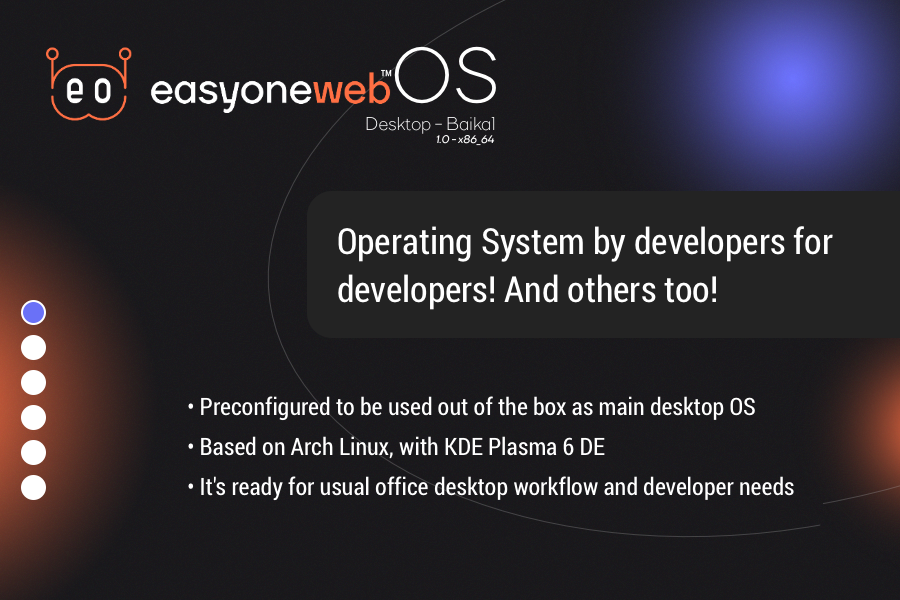 eo easyoneweb™OS
Desktop - Baikal
1.0 - x86_64
Operating System by developers for
developers! And others too!
• Preconfigured to be used out of the box as main desktop OS
• Based on Arch Linux, with KDE Plasma 6 DE
• It's ready for usual office desktop workflow and developer needs